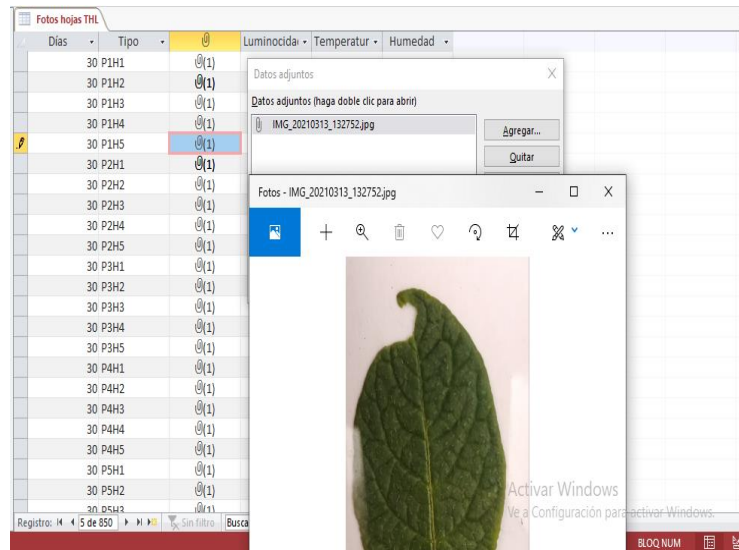 Fotos hojas THL
Días Tipo Luminocida Temperatur Humedad
30 P1H1 (1)
30 P1H2 (1)
30 P1H3 (1)
30 P1H4 (1)
30 P1H5 (1)
30 P2H1 (1)
30 P2H2 (1)
30 P2H3 (1)
30 P2H4 (1)
30 P2H5 (1)
30 P3H1 (1)
30 P3H2 (1)
30 P3H3 (1)
30 P3H4 (1)
30 P3H5 (1)
30 P4H1 (1)
30 P4H2 (1)
30 P4H3 (1)
30 P4H4 (1)
30 P4H5 (1)
30 P5H1 (1)
30 P5H2 (1)
30 P5H3 (1)
Datos adjuntos
Datos adjuntos (haga doble clic para abrir)
IMG_20210313_132752.jpg
Agregar...
Quitar
Fotos - IMG_20210313_132752.jpg
Activar Windows
Ve a Configuración para activar Windows.
Registro: 5 de 850 Sin filtro Busca
BLOQ NUM